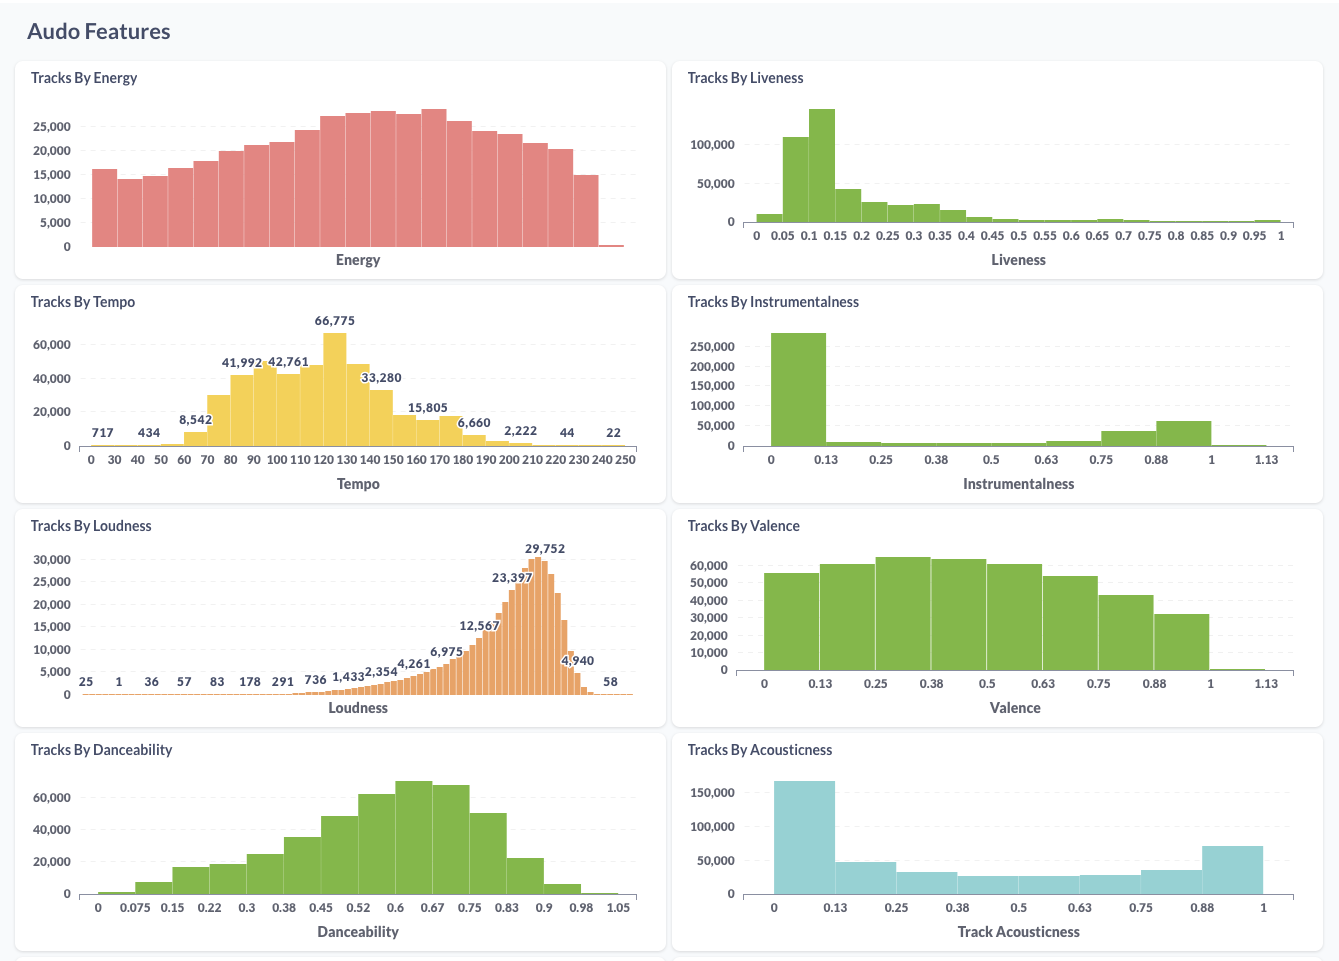 Audo Features
Tracks By Energy
25,000
20,000
15,000
10,000
5,000
0
Energy
Tracks By Liveness
100,000
50,000
0
0 0.05 0.1 0.15 0.2 0.25 0.3 0.35 0.4 0.45 0.5 0.55 0.6 0.65 0.7 0.75 0.8 0.85 0.9 0.95 1
Liveness
Tracks By Tempo
66,775
60,000
41,992 42,761
40,000
33,280
20,000
8,542 15,805 6,660
717 434 2,222 44 22
0
0 30 40 50 60 70 80 90 100 110 120 130 140 150 160 170 180 190 200 210 220 230 240 250
Tempo
Tracks By Instrumentalness
250,000
200,000
150,000
100,000
50,000
0
0 0.13 0.25 0.38 0.5 0.63 0.75 0.88 1 1.13
Instrumentalness
Tracks By Loudness
29,752
30,000
25,000
23,397
20,000
15,000
12,567
10,000
6,975
4,261 4,940
5,000
25 1 36 57 83 178 291 736 1,433 2,354 58
0
Loudness
Tracks By Valence
60,000
50,000
40,000
30,000
20,000
10,000
0
0 0.13 0.25 0.38 0.5 0.63 0.75 0.88 1 1.13
Valence
Tracks By Danceability
60,000
40,000
20,000
0
0 0.075 0.15 0.22 0.3 0.38 0.45 0.52 0.6 0.67 0.75 0.83 0.9 0.98 1.05
Danceability
Tracks By Acousticness
150,000
100,000
50,000
0
0 0.13 0.25 0.38 0.5 0.63 0.75 0.88 1
Track Acousticness